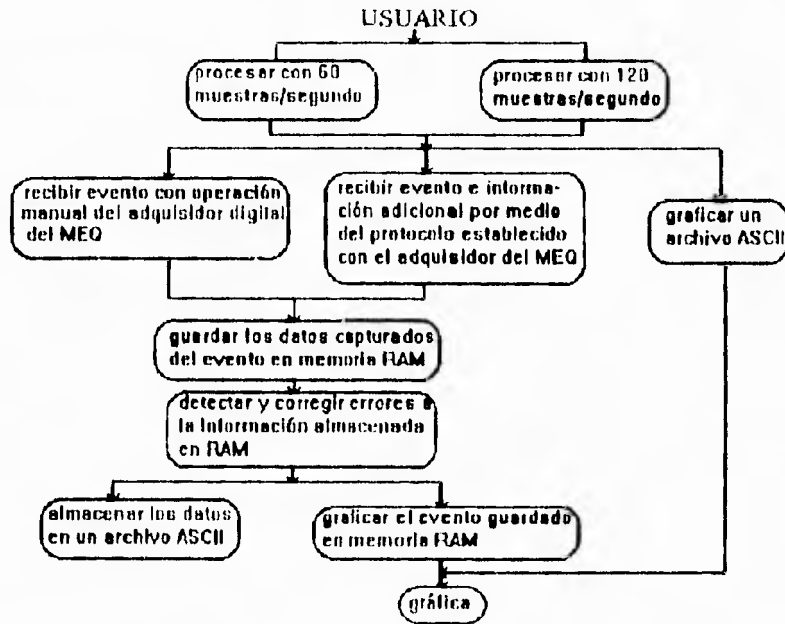 USUARIO
procesar con 60
muestras/segundo
procesar con 120
muestras/segundo
recibir evento con operación
manual del adquisidor digital
del MEQ
recibir evento e informa-
ción adicional por medio
del protocolo establecido
con el adquisidor del MEQ
graficar un
archivo ASCII
guardar los datos capturados
del evento en memoria RAM
detectar y corregir errores a
la información almacenada
en RAM
almacenar los datos
en un archivo ASCII
graficar el evento guardado
en memoria RAM
gráfica